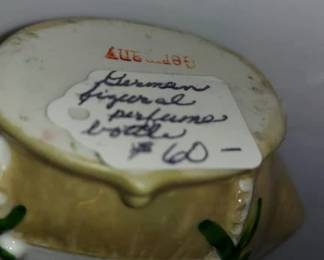 Germany
German
figural
perfume
bottle
$60-